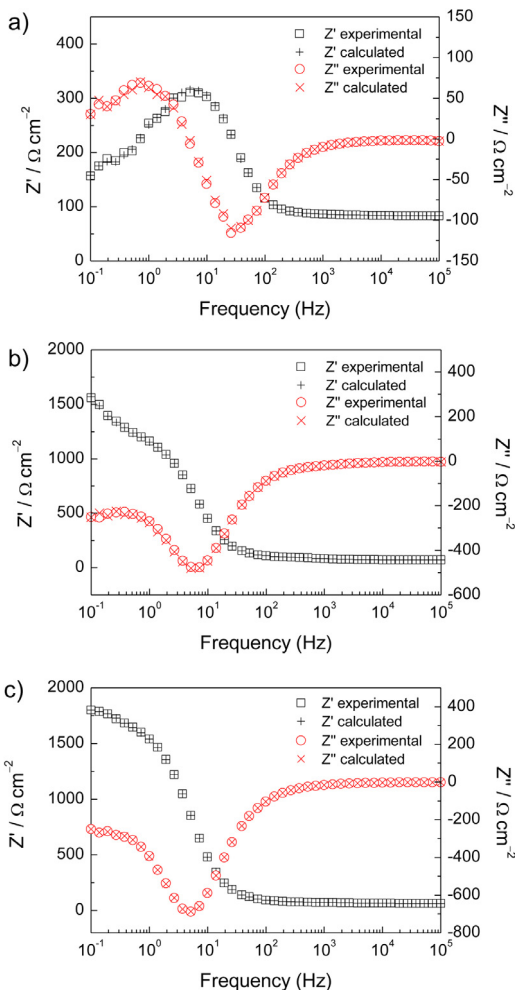 a)
Z' experimental
Z' calculated
Z'' experimental
Z'' calculated
400
300
200
100
0
150
100
50
0
-50
-100
-150
Z' / Ω cm⁻²
Z'' / Ω cm⁻²
10⁻¹ 10⁰ 10¹ 10² 10³ 10⁴ 10⁵
Frequency (Hz)
b)
Z' experimental
Z' calculated
Z'' experimental
Z'' calculated
2000
1500
1000
500
0
400
200
0
-200
-400
-600
Z' / Ω cm⁻²
Z'' / Ω cm⁻²
10⁻¹ 10⁰ 10¹ 10² 10³ 10⁴ 10⁵
Frequency (Hz)
c)
Z' experimental
Z' calculated
Z'' experimental
Z'' calculated
2000
1500
1000
500
0
400
200
0
-200
-400
-600
-800
Z' / Ω cm⁻²
Z'' / Ω cm⁻²
10⁻¹ 10⁰ 10¹ 10² 10³ 10⁴ 10⁵
Frequency (Hz)